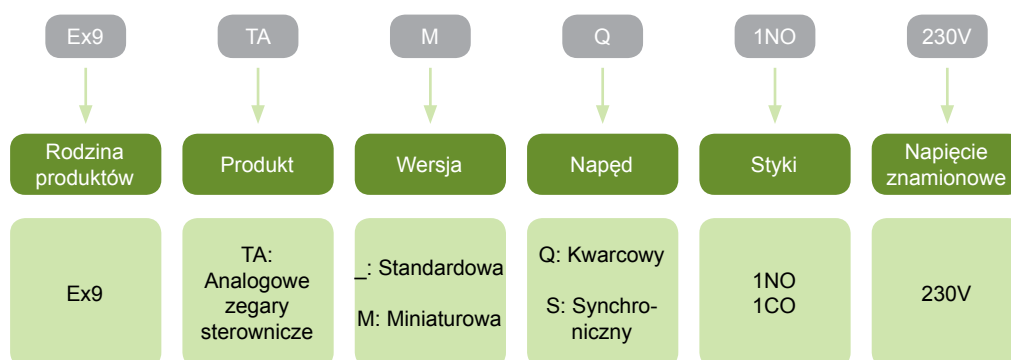 Ex9
TA
M
Q
1NO
230V
Rodzina
produktów
Produkt
Wersja
Napęd
Styki
Napięcie
znamionowe
Ex9
TA:
Analogowe
zegary
sterownicze
_: Standardowa
M: Miniaturowa
Q: Kwarcowy
S: Synchro-
niczny
1NO
1CO
230V